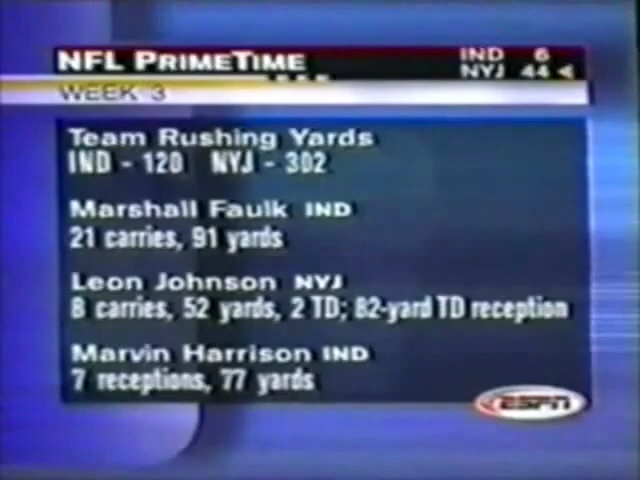 NFL PRIMETIME
IND 6
NYJ 44
WEEK 3
Team Rushing Yards
IND - 120 NYJ - 302
Marshall Faulk IND
21 carries, 91 yards
Leon Johnson NYJ
8 carries, 52 yards, 2 TD; 82-yard TD reception
Marvin Harrison IND
7 receptions, 77 yards
ESPN